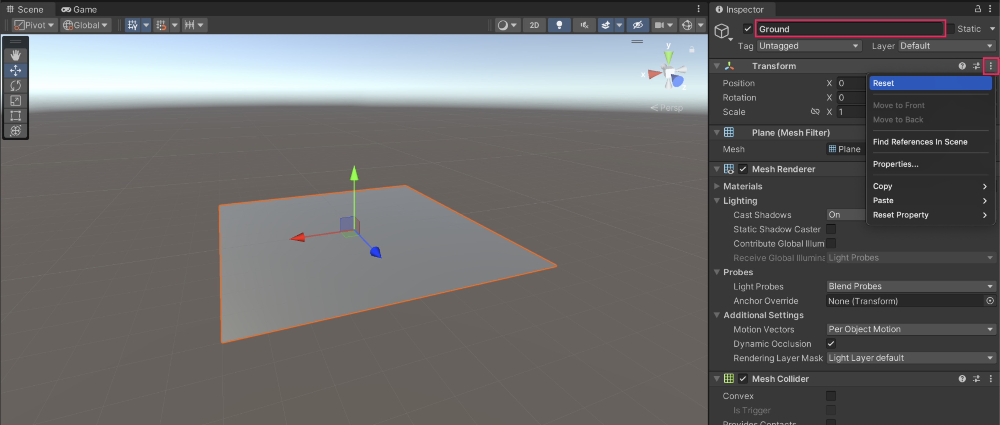 Scene
Game
Inspector
Pivot
Global
2D
Ground
Static
Tag
Untagged
Layer
Default
y
x
z
Persp
Transform
Position
X
0
Rotation
X
0
Scale
X
1
Reset
Move to Front
Move to Back
Find References In Scene
Properties...
Copy
Paste
Reset Property
Plane (Mesh Filter)
Mesh
Plane
Mesh Renderer
Materials
Lighting
Cast Shadows
On
Static Shadow Caster
Contribute Global Illum
Receive Global Illumina
Light Probes
Probes
Light Probes
Blend Probes
Anchor Override
None (Transform)
Additional Settings
Motion Vectors
Per Object Motion
Dynamic Occlusion
Rendering Layer Mask
Light Layer default
Mesh Collider
Convex
Is Trigger
Provides Contacts